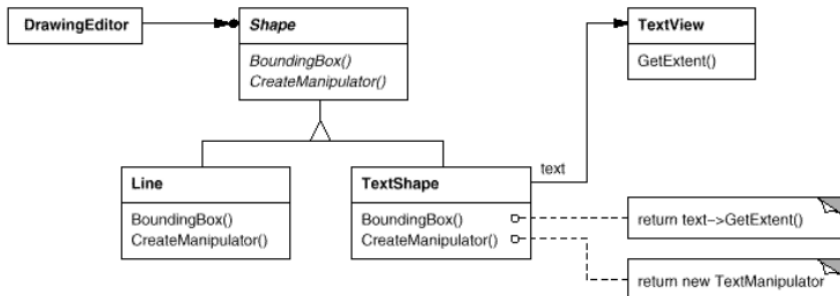 DrawingEditor
Shape
BoundingBox()
CreateManipulator()
TextView
GetExtent()
text
Line
BoundingBox()
CreateManipulator()
TextShape
BoundingBox()
CreateManipulator()
return text->GetExtent()
return new TextManipulator